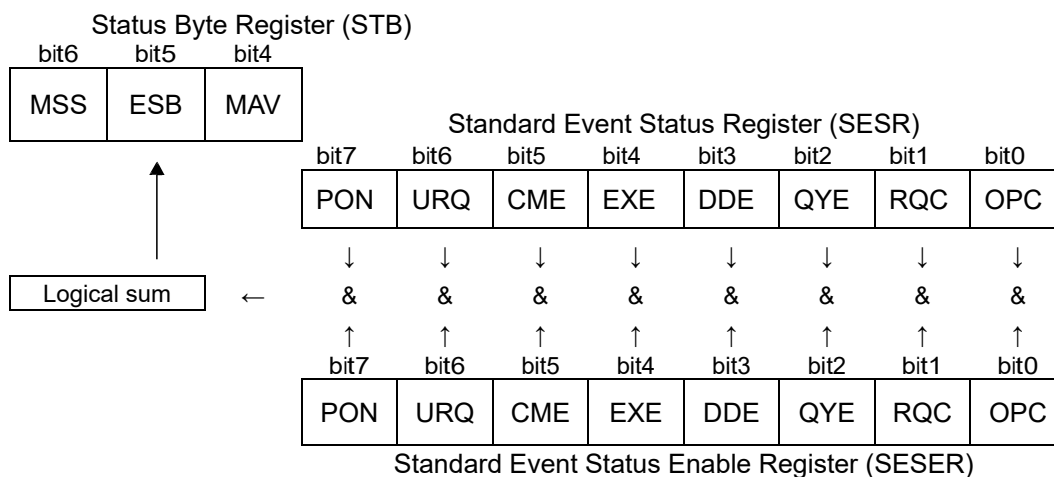 Status Byte Register (STB)
bit6 bit5 bit4
MSS ESB MAV
Standard Event Status Register (SESR)
bit7 bit6 bit5 bit4 bit3 bit2 bit1 bit0
PON URQ CME EXE DDE QYE RQC OPC
↓ ↓ ↓ ↓ ↓ ↓ ↓ ↓
Logical sum ← & & & & & & & &
↑ ↑ ↑ ↑ ↑ ↑ ↑ ↑
bit7 bit6 bit5 bit4 bit3 bit2 bit1 bit0
PON URQ CME EXE DDE QYE RQC OPC
Standard Event Status Enable Register (SESER)